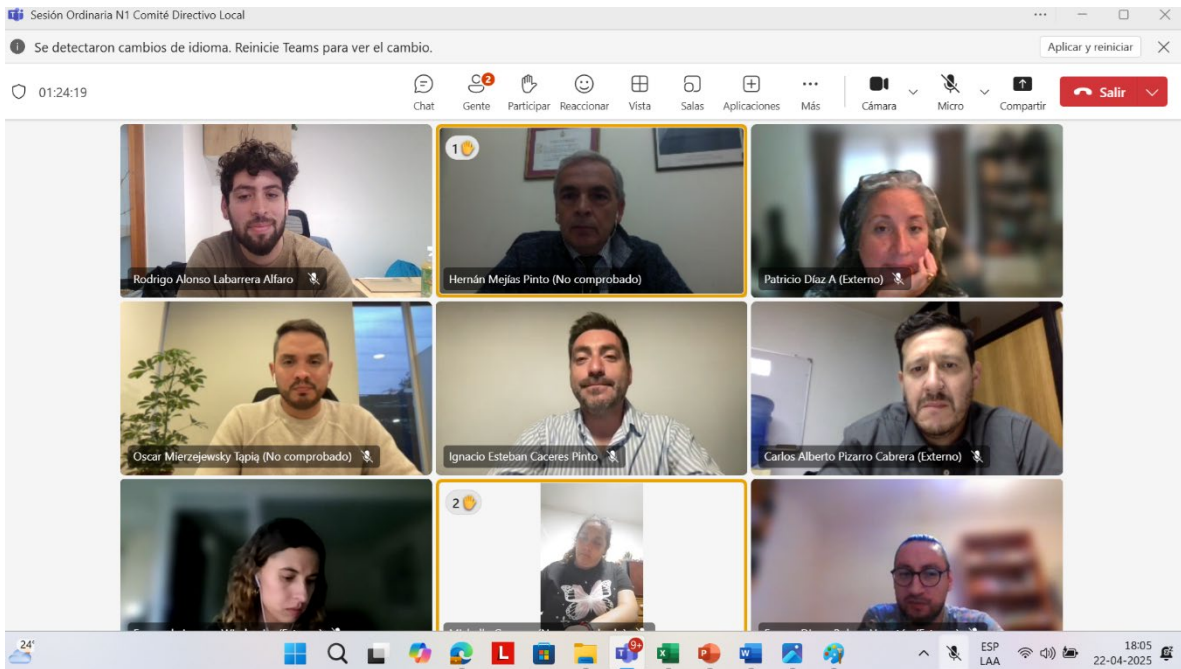 Sesión Ordinaria N1 Comité Directivo Local
Se detectaron cambios de idioma. Reinicie Teams para ver el cambio.
Aplicar y reiniciar
01:24:19
2
Chat
Gente
Participar
Reaccionar
Vista
Salas
Aplicaciones
Más
Cámara
Micro
Compartir
Salir
1
Rodrigo Alonso Labarrera Alfaro
Hernán Mejías Pinto (No comprobado)
Patricio Díaz A (Externo)
Oscar Mierzejewsky Tapia (No comprobado)
Ignacio Esteban Caceres Pinto
Carlos Alberto Pizarro Cabrera (Externo)
2
24°
L
9+
ESP
LAA
18:05
22-04-2025